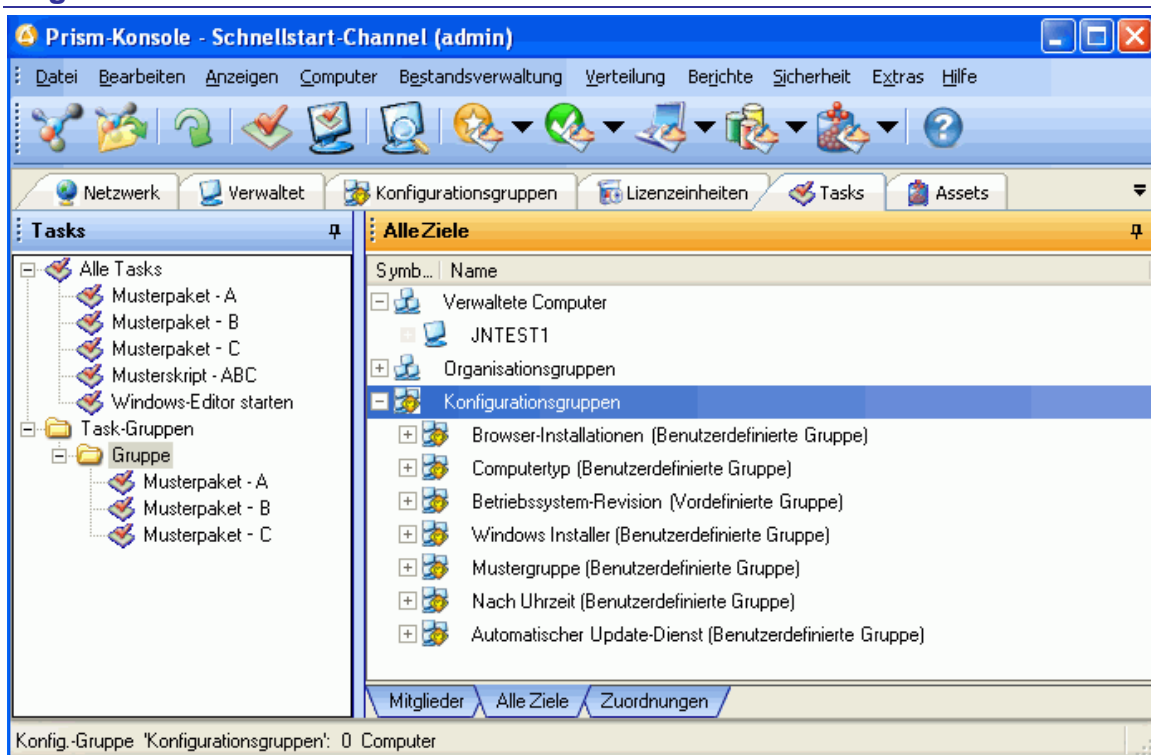 Prism-Konsole - Schnellstart-Channel (admin)
Datei Bearbeiten Anzeigen Computer Bestandsverwaltung Verteilung Berichte Sicherheit Extras Hilfe
Netzwerk Verwaltet Konfigurationsgruppen Lizenzeinheiten Tasks Assets
Tasks
Alle Tasks
Musterpaket - A
Musterpaket - B
Musterpaket - C
Musterskript - ABC
Windows-Editor starten
Task-Gruppen
Gruppe
Musterpaket - A
Musterpaket - B
Musterpaket - C
Alle Ziele
Symb... Name
Verwaltete Computer
JNTEST1
Organisationsgruppen
Konfigurationsgruppen
Browser-Installationen (Benutzerdefinierte Gruppe)
Computertyp (Benutzerdefinierte Gruppe)
Betriebssystem-Revision (Vordefinierte Gruppe)
Windows Installer (Benutzerdefinierte Gruppe)
Mustergruppe (Benutzerdefinierte Gruppe)
Nach Uhrzeit (Benutzerdefinierte Gruppe)
Automatischer Update-Dienst (Benutzerdefinierte Gruppe)
Mitglieder Alle Ziele Zuordnungen
Konfig.-Gruppe 'Konfigurationsgruppen': 0 Computer